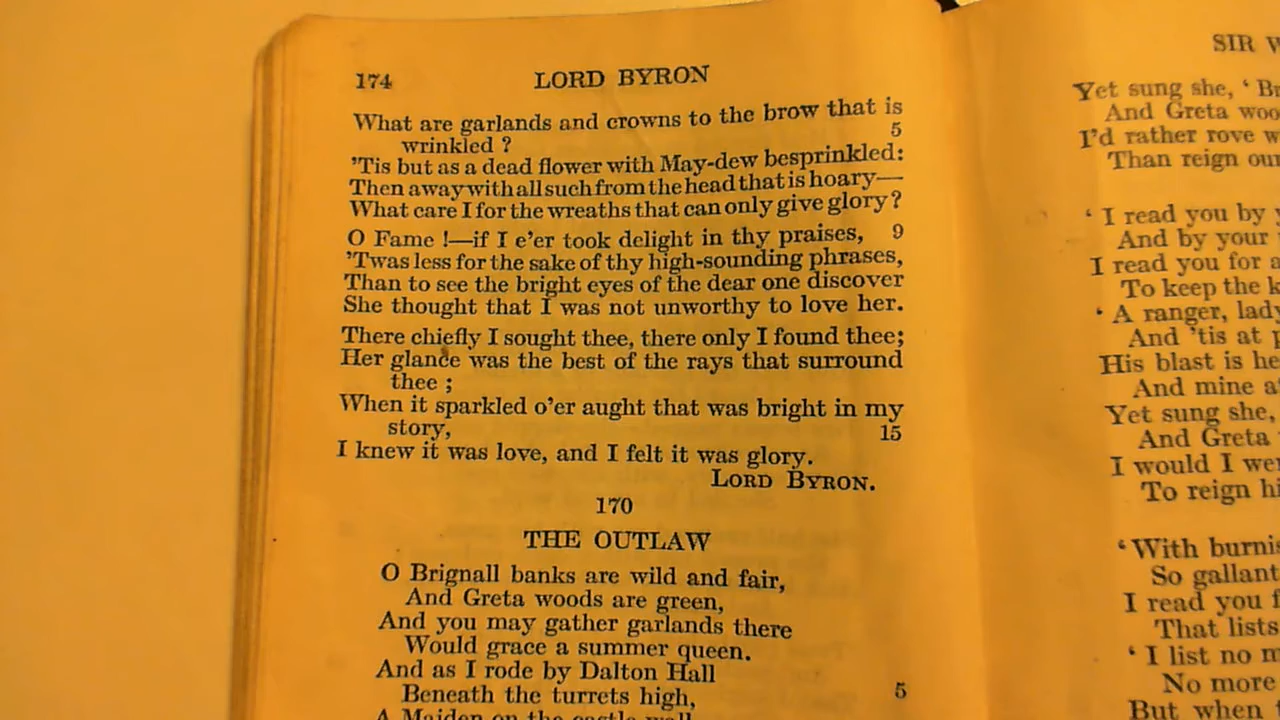 174 LORD BYRON
What are garlands and crowns to the brow that is
wrinkled ? 5
'Tis but as a dead flower with May-dew besprinkled:
Then away with all such from the head that is hoary—
What care I for the wreaths that can only give glory?
O Fame !—if I e'er took delight in thy praises, 9
'Twas less for the sake of thy high-sounding phrases,
Than to see the bright eyes of the dear one discover
She thought that I was not unworthy to love her.
There chiefly I sought thee, there only I found thee;
Her glance was the best of the rays that surround
thee ;
When it sparkled o'er aught that was bright in my
story, 15
I knew it was love, and I felt it was glory.
LORD BYRON.
170
THE OUTLAW
O Brignall banks are wild and fair,
And Greta woods are green,
And you may gather garlands there
Would grace a summer queen.
And as I rode by Dalton Hall
Beneath the turrets high, 5
A Maiden on the castle wall
SIR
Yet sung she, '
And Greta
I'd rather rove
Than reign
' I read you by
And by your
I read you for
To keep the
' A ranger,
And 'tis at
His blast is
And mine
Yet sung she,
And Greta
I would I
To reign
' With
So gallant
I read you
That lists
' I list no
No more
But when